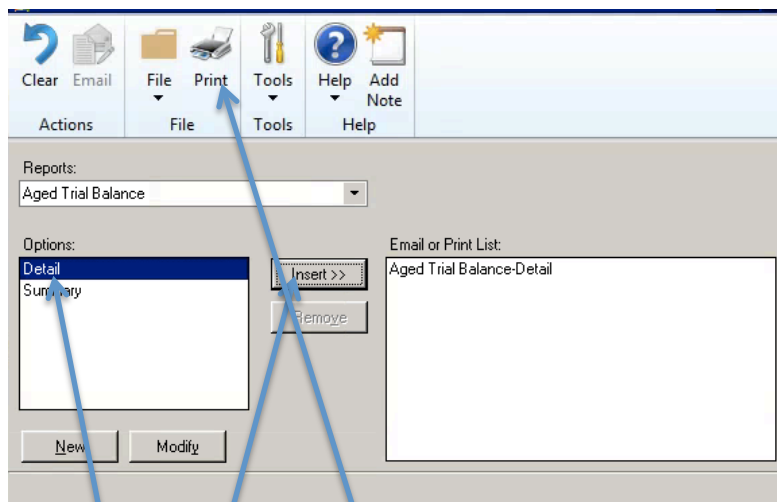 Clear Email File Print Tools Help Add Note
Actions File Tools Help
Reports:
Aged Trial Balance
Options:
Email or Print List:
Detail
Summary
Insert >>
Remove
Aged Trial Balance-Detail
New Modify